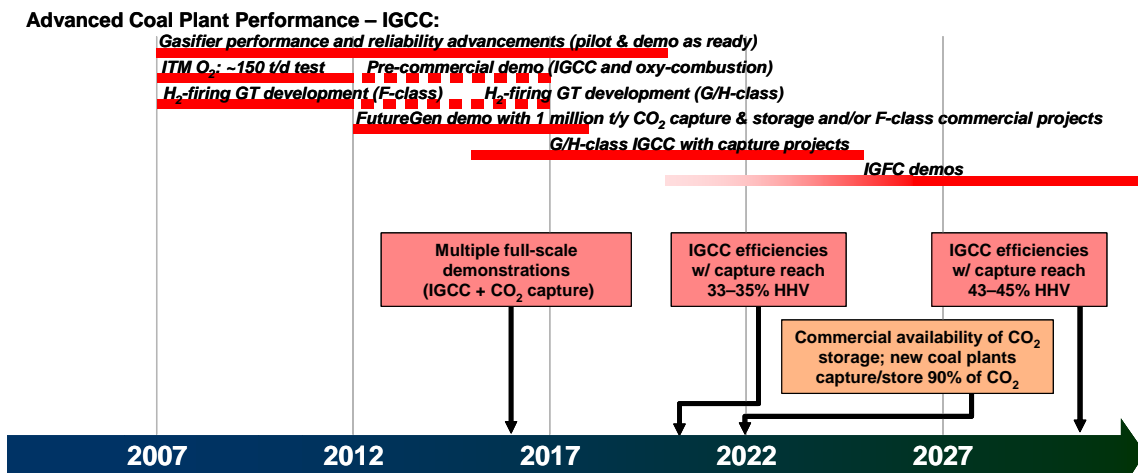 Advanced Coal Plant Performance – IGCC:
Gasifier performance and reliability advancements (pilot & demo as ready)
ITM O₂: ~150 t/d test
Pre-commercial demo (IGCC and oxy-combustion)
H₂-firing GT development (F-class)
H₂-firing GT development (G/H-class)
FutureGen demo with 1 million t/y CO₂ capture & storage and/or F-class commercial projects
G/H-class IGCC with capture projects
IGFC demos
Multiple full-scale
demonstrations
(IGCC + CO₂ capture)
IGCC efficiencies
w/ capture reach
33–35% HHV
IGCC efficiencies
w/ capture reach
43–45% HHV
Commercial availability of CO₂
storage; new coal plants
capture/store 90% of CO₂
2007
2012
2017
2022
2027